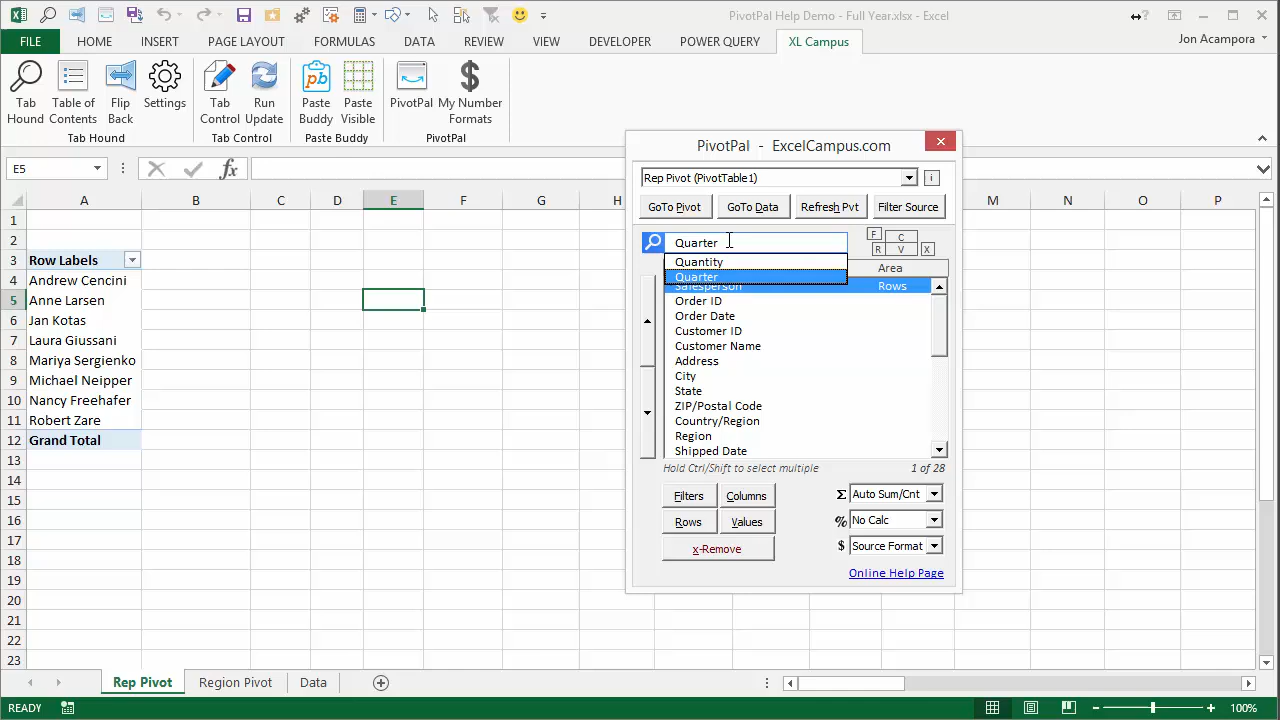 PivotPal Help Demo - Full Year.xlsx - Excel
FILE HOME INSERT PAGE LAYOUT FORMULAS DATA REVIEW VIEW DEVELOPER POWER QUERY XL Campus Jon Acampora
Tab Hound
Table of Contents
Flip Back
Settings
Tab Control
Run Update
Paste Buddy
Paste Visible
PivotPal
My Number Formats
Tab Hound Tab Control Paste Buddy PivotPal
E5
A B C D E F G H M N O P
1
2
3 Row Labels
4 Andrew Cencini
5 Anne Larsen
6 Jan Kotas
7 Laura Giussani
8 Mariya Sergienko
9 Michael Neipper
10 Nancy Freehafer
11 Robert Zare
12 Grand Total
13
14
15
16
17
18
19
20
21
22
23
PivotPal - ExcelCampus.com
Rep Pivot (PivotTable1) i
GoTo Pivot GoTo Data Refresh Pvt Filter Source
Quarter
F C
R V X
Quantity
Quarter
Area
Salesperson Rows
Order ID
Order Date
Customer ID
Customer Name
Address
City
State
ZIP/Postal Code
Country/Region
Region
Shipped Date
Hold Ctrl/Shift to select multiple 1 of 28
Filters Columns Σ Auto Sum/Cnt
Rows Values % No Calc
x-Remove $ Source Format
Online Help Page
Rep Pivot Region Pivot Data
READY 100%